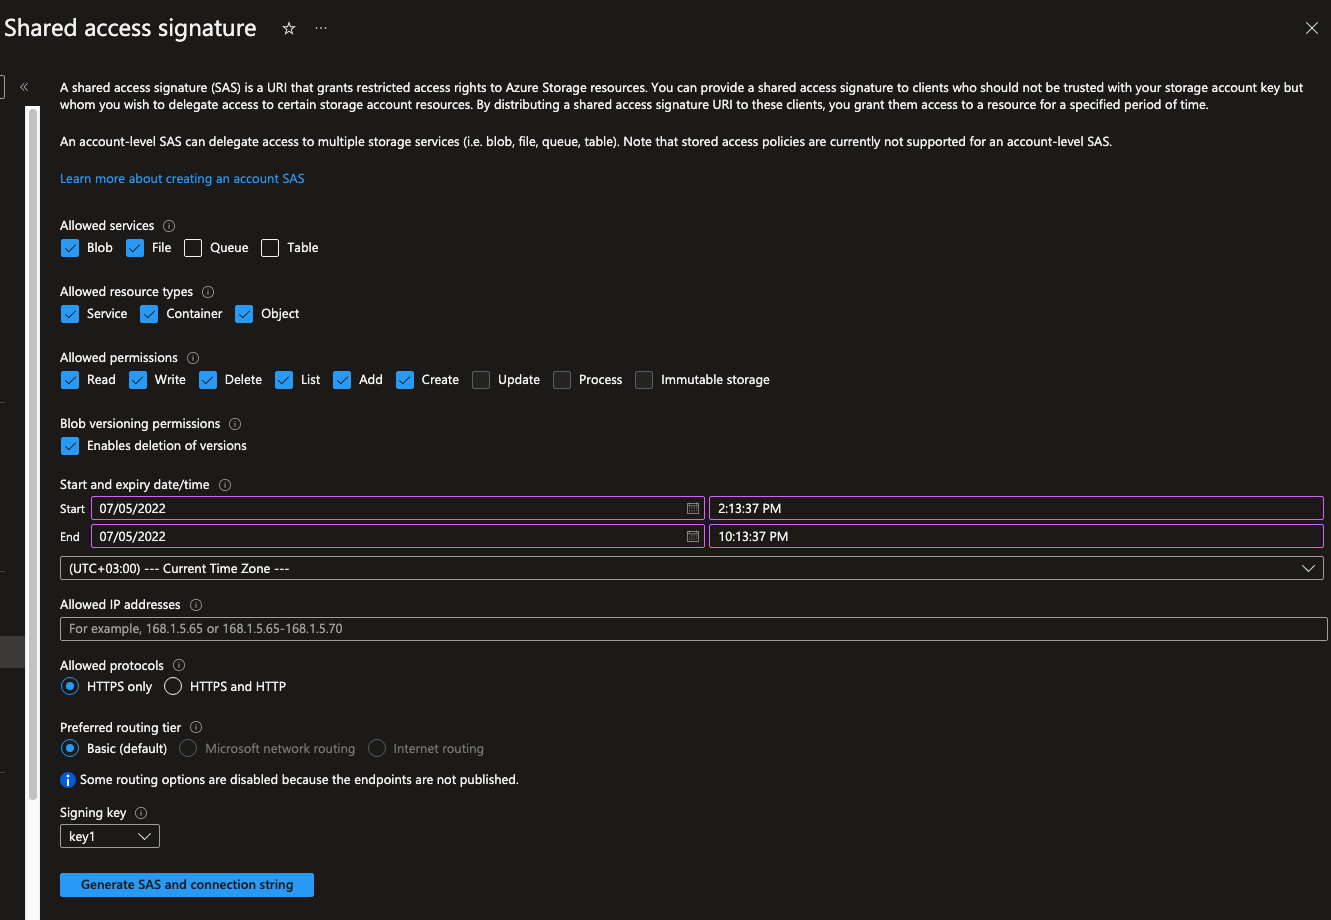 Shared access signature
A shared access signature (SAS) is a URI that grants restricted access rights to Azure Storage resources. You can provide a shared access signature to clients who should not be trusted with your storage account key but
whom you wish to delegate access to certain storage account resources. By distributing a shared access signature URI to these clients, you grant them access to a resource for a specified period of time.
An account-level SAS can delegate access to multiple storage services (i.e. blob, file, queue, table). Note that stored access policies are currently not supported for an account-level SAS.
Learn more about creating an account SAS
Allowed services
Blob File Queue Table
Allowed resource types
Service Container Object
Allowed permissions
Read Write Delete List Add Create Update Process Immutable storage
Blob versioning permissions
Enables deletion of versions
Start and expiry date/time
Start 07/05/2022 2:13:37 PM
End 07/05/2022 10:13:37 PM
(UTC+03:00) --- Current Time Zone ---
Allowed IP addresses
For example, 168.1.5.65 or 168.1.5.65-168.1.5.70
Allowed protocols
HTTPS only HTTPS and HTTP
Preferred routing tier
Basic (default) Microsoft network routing Internet routing
Some routing options are disabled because the endpoints are not published.
Signing key
key1
Generate SAS and connection string